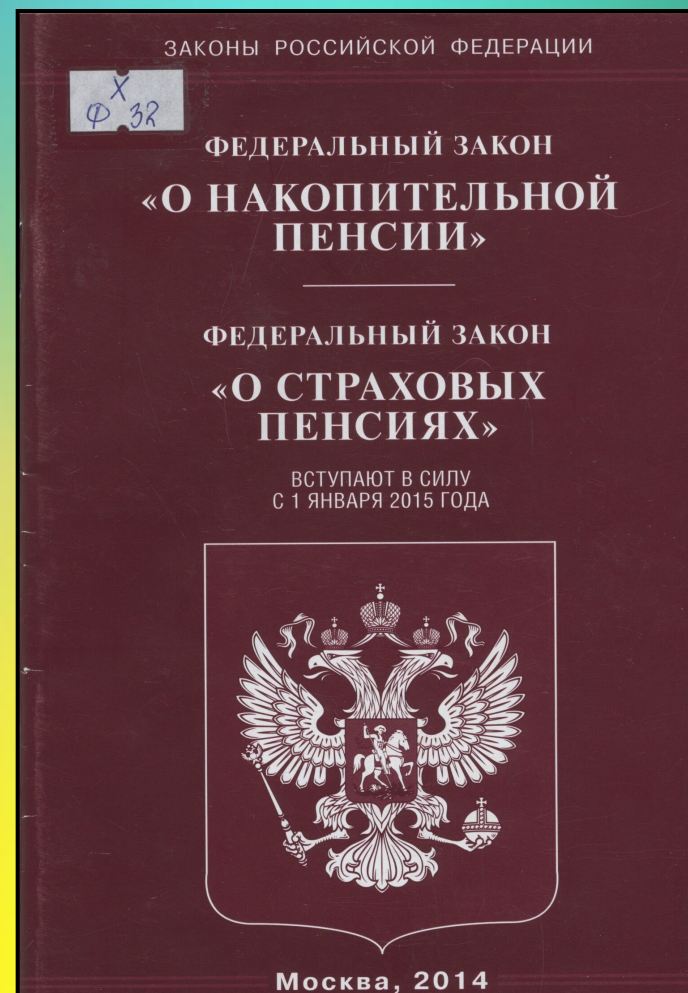 ЗАКОНЫ РОССИЙСКОЙ ФЕДЕРАЦИИ
Х
Ф 32
ФЕДЕРАЛЬНЫЙ ЗАКОН
«О НАКОПИТЕЛЬНОЙ
ПЕНСИИ»
ФЕДЕРАЛЬНЫЙ ЗАКОН
«О СТРАХОВЫХ
ПЕНСИЯХ»
ВСТУПАЮТ В СИЛУ
С 1 ЯНВАРЯ 2015 ГОДА
Москва, 2014